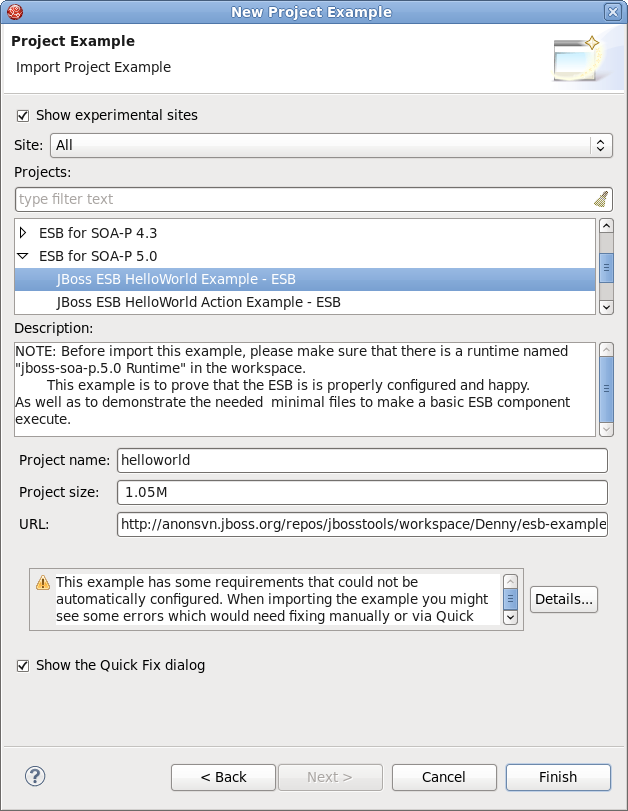 New Project Example
Project Example
Import Project Example
Show experimental sites
Site: All
Projects:
type filter text
ESB for SOA-P 4.3
ESB for SOA-P 5.0
JBoss ESB HelloWorld Example - ESB
JBoss ESB HelloWorld Action Example - ESB
Description:
NOTE: Before import this example, please make sure that there is a runtime named
"jboss-soa-p.5.0 Runtime" in the workspace.
This example is to prove that the ESB is is properly configured and happy.
As well as to demonstrate the needed  minimal files to make a basic ESB component
execute.
Project name: helloworld
Project size: 1.05M
URL: http://anonsvn.jboss.org/repos/jbosstools/workspace/Denny/esb-example
This example has some requirements that could not be
automatically configured. When importing the example you might
see some errors which would need fixing manually or via Quick
Details...
Show the Quick Fix dialog
? < Back Next > Cancel Finish